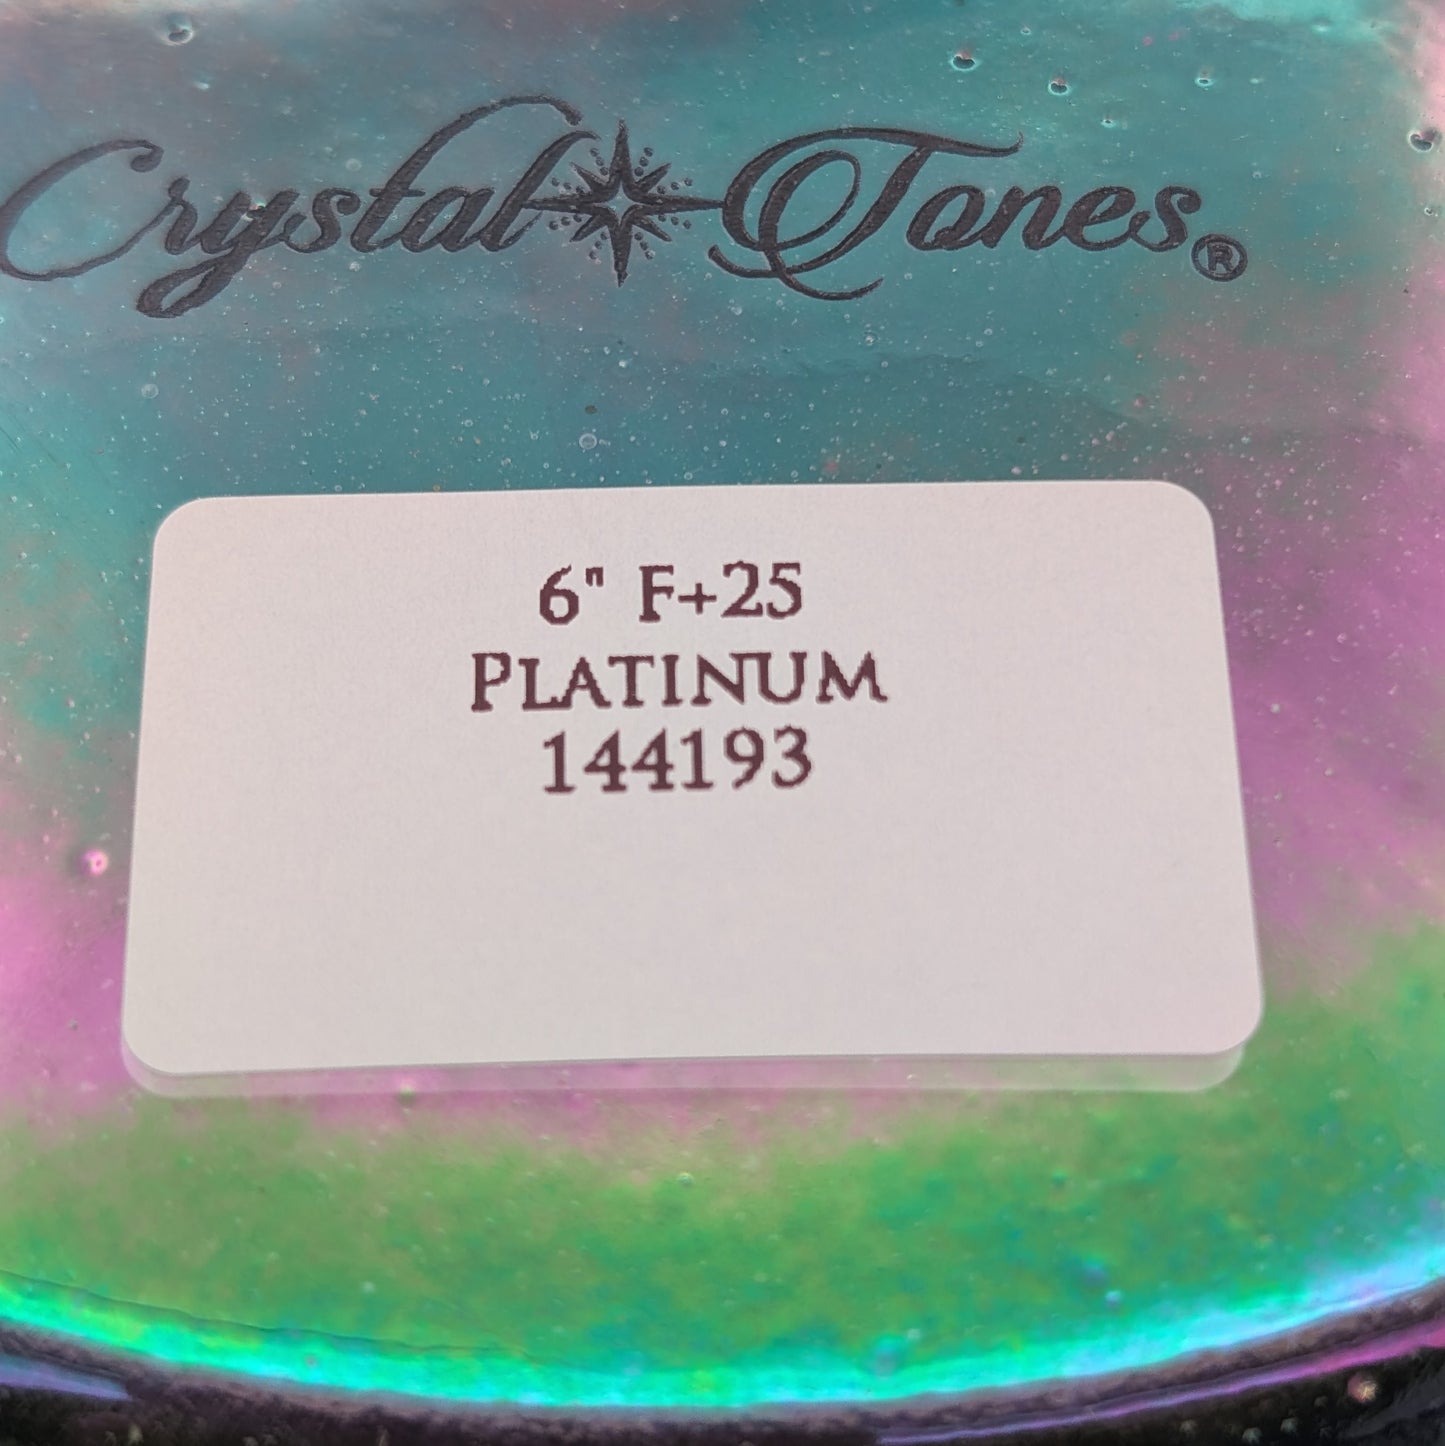 Crystal Tones®
6" F+25
PLATINUM
144193